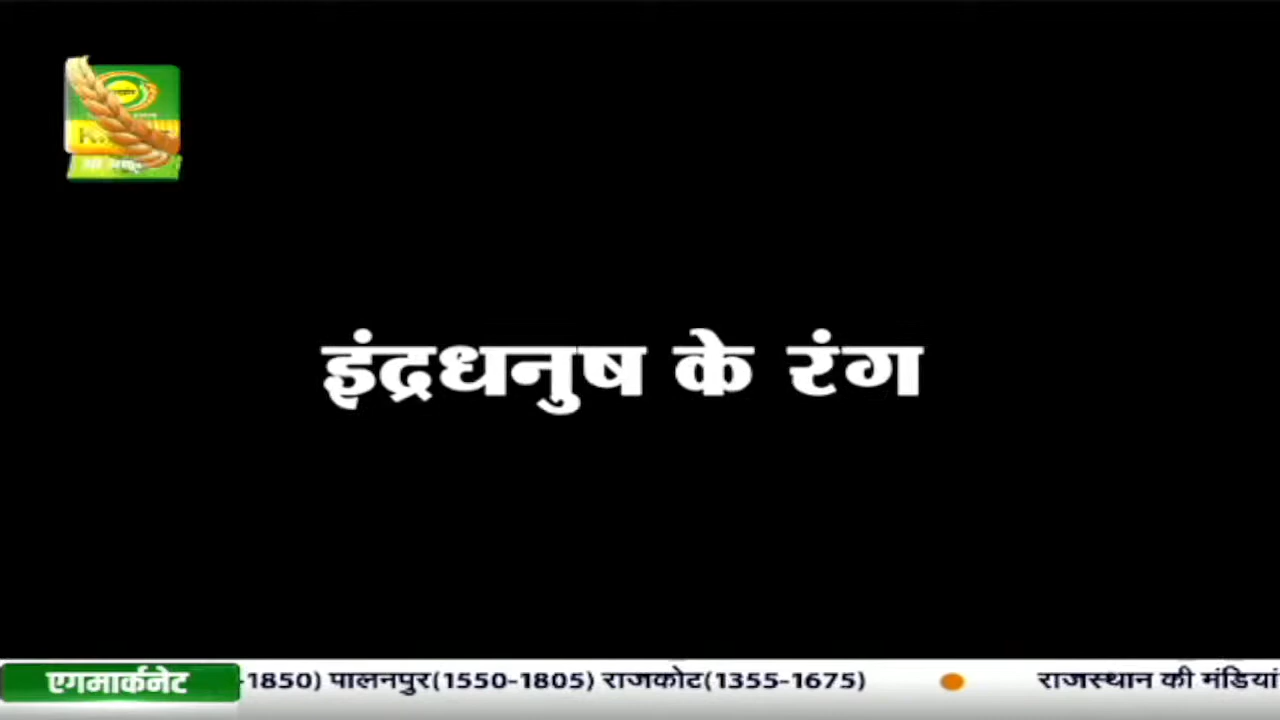 इंद्रधनुष के रंग
एगमार्कनेट -1850) पालनपुर(1550-1805) राजकोट(1355-1675) राजस्थान की मंडियां